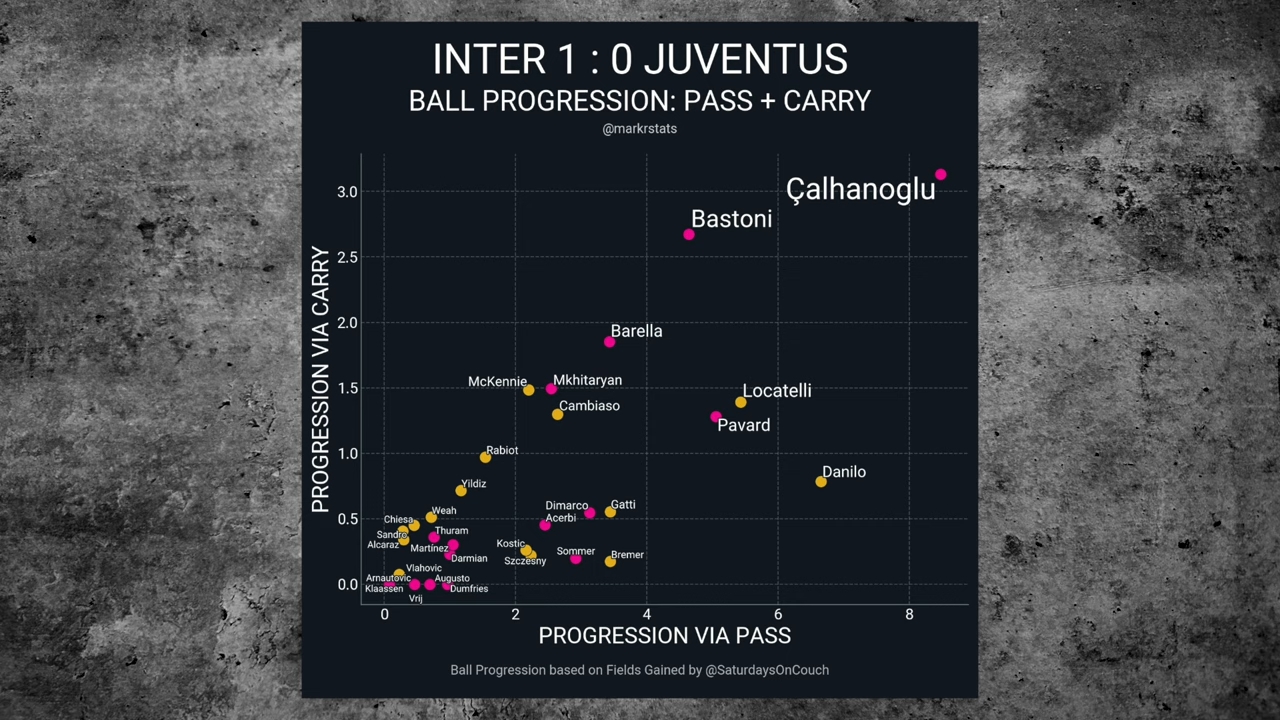 INTER 1 : 0 JUVENTUS
BALL PROGRESSION: PASS + CARRY
@markrstats
PROGRESSION VIA CARRY
3.0
2.5
2.0
1.5
1.0
0.5
0.0
Çalhanoglu
Bastoni
Barella
McKennie
Mkhitaryan
Cambiaso
Locatelli
Pavard
Rabiot
Danilo
Yildiz
Weah
Dimarco
Gatti
Chiesa
Acerbi
Sandro
Thuram
Alcaraz
Martínez
Kostic
Darmian
Szczesny
Sommer
Bremer
Vlahovic
Arnautovic
Augusto
Klaassen
Dumfries
Vrij
0
2
4
6
8
PROGRESSION VIA PASS
Ball Progression based on Fields Gained by @SaturdaysOnCouch